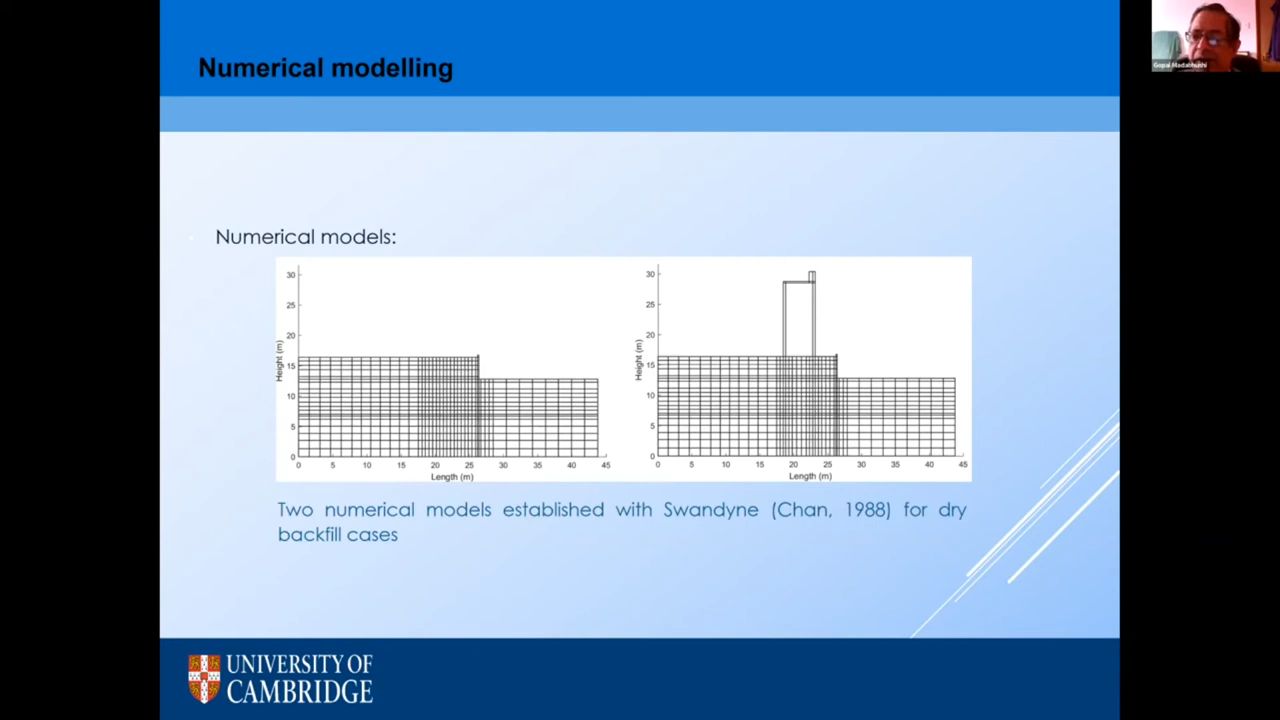 Numerical modelling
Gopal Madabhushi
Numerical models:
30
25
20
15
10
5
0
Height (m)
0 5 10 15 20 25 30 35 40 45
Length (m)
30
25
20
15
10
5
0
Height (m)
0 5 10 15 20 25 30 35 40 45
Length (m)
Two numerical models established with Swandyne (Chan, 1988) for dry
backfill cases
UNIVERSITY OF
CAMBRIDGE